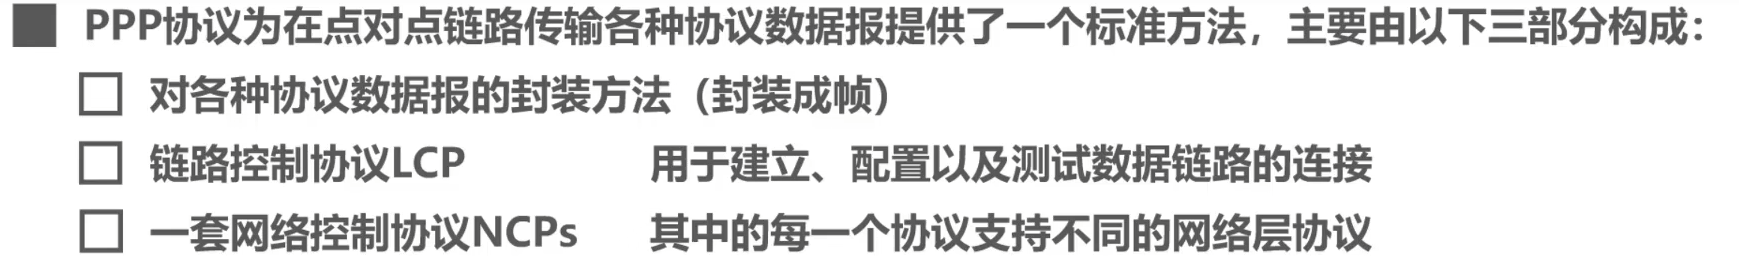 PPP协议为在点对点链路传输各种协议数据报提供了一个标准方法，主要由以下三部分构成：
对各种协议数据报的封装方法（封装成帧）
链路控制协议LCP 用于建立、配置以及测试数据链路的连接
一套网络控制协议NCPs 其中的每一个协议支持不同的网络层协议